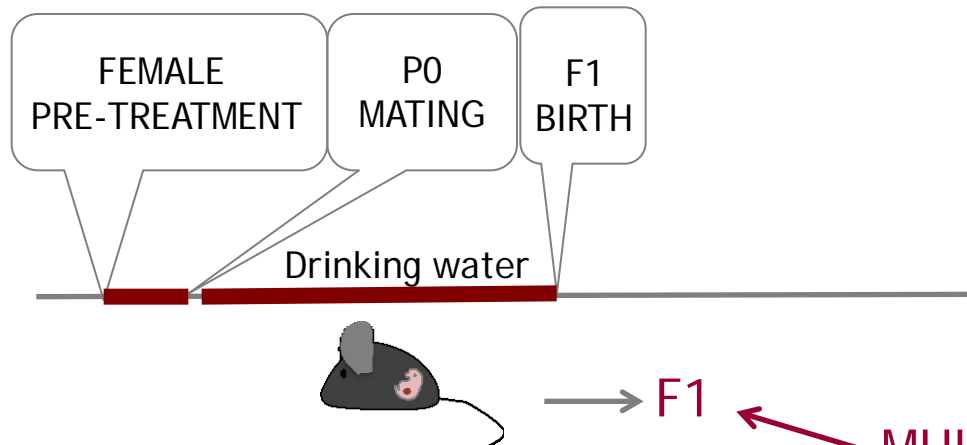 FEMALE
PRE-TREATMENT
P0
MATING
F1
BIRTH
Drinking water
F1